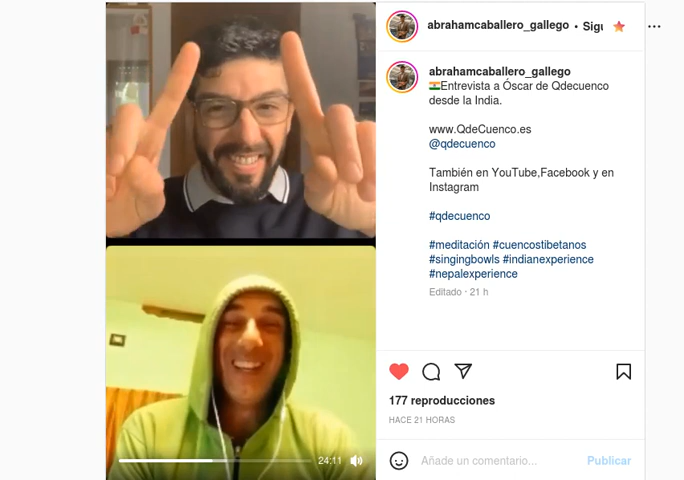 abrahamcaballero_gallego • Sigu
abrahamcaballero_gallego
Entrevista a Óscar de Qdecuenco
desde la India.
www.QdeCuenco.es
@qdecuenco
También en YouTube,Facebook y en
Instagram
#qdecuenco
#meditación #cuencostibetanos
#singingbowls #indianexperience
#nepalexperience
Editado · 21 h
177 reproducciones
HACE 21 HORAS
24:11
Añade un comentario...
Publicar